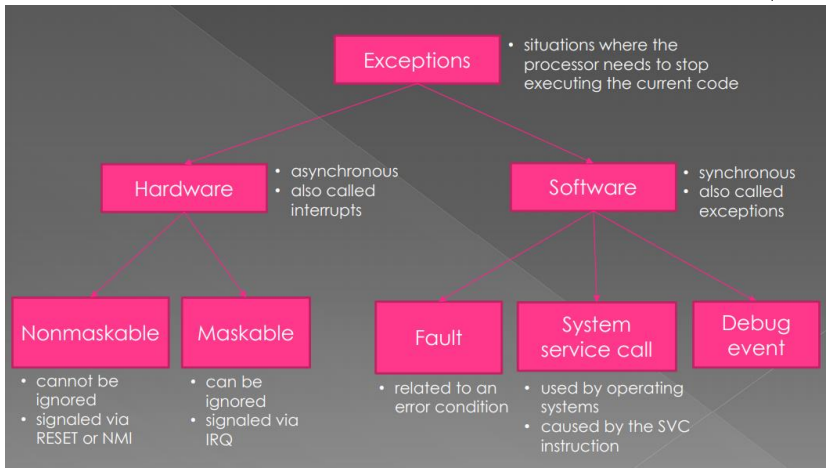 Exceptions
• situations where the
processor needs to stop
executing the current code
Hardware
• asynchronous
• also called
interrupts
Software
• synchronous
• also called
exceptions
Nonmaskable
• cannot be
ignored
• signaled via
RESET or NMI
Maskable
• can be
ignored
• signaled via
IRQ
Fault
• related to an
error condition
System
service call
• used by operating
systems
• caused by the SVC
instruction
Debug
event